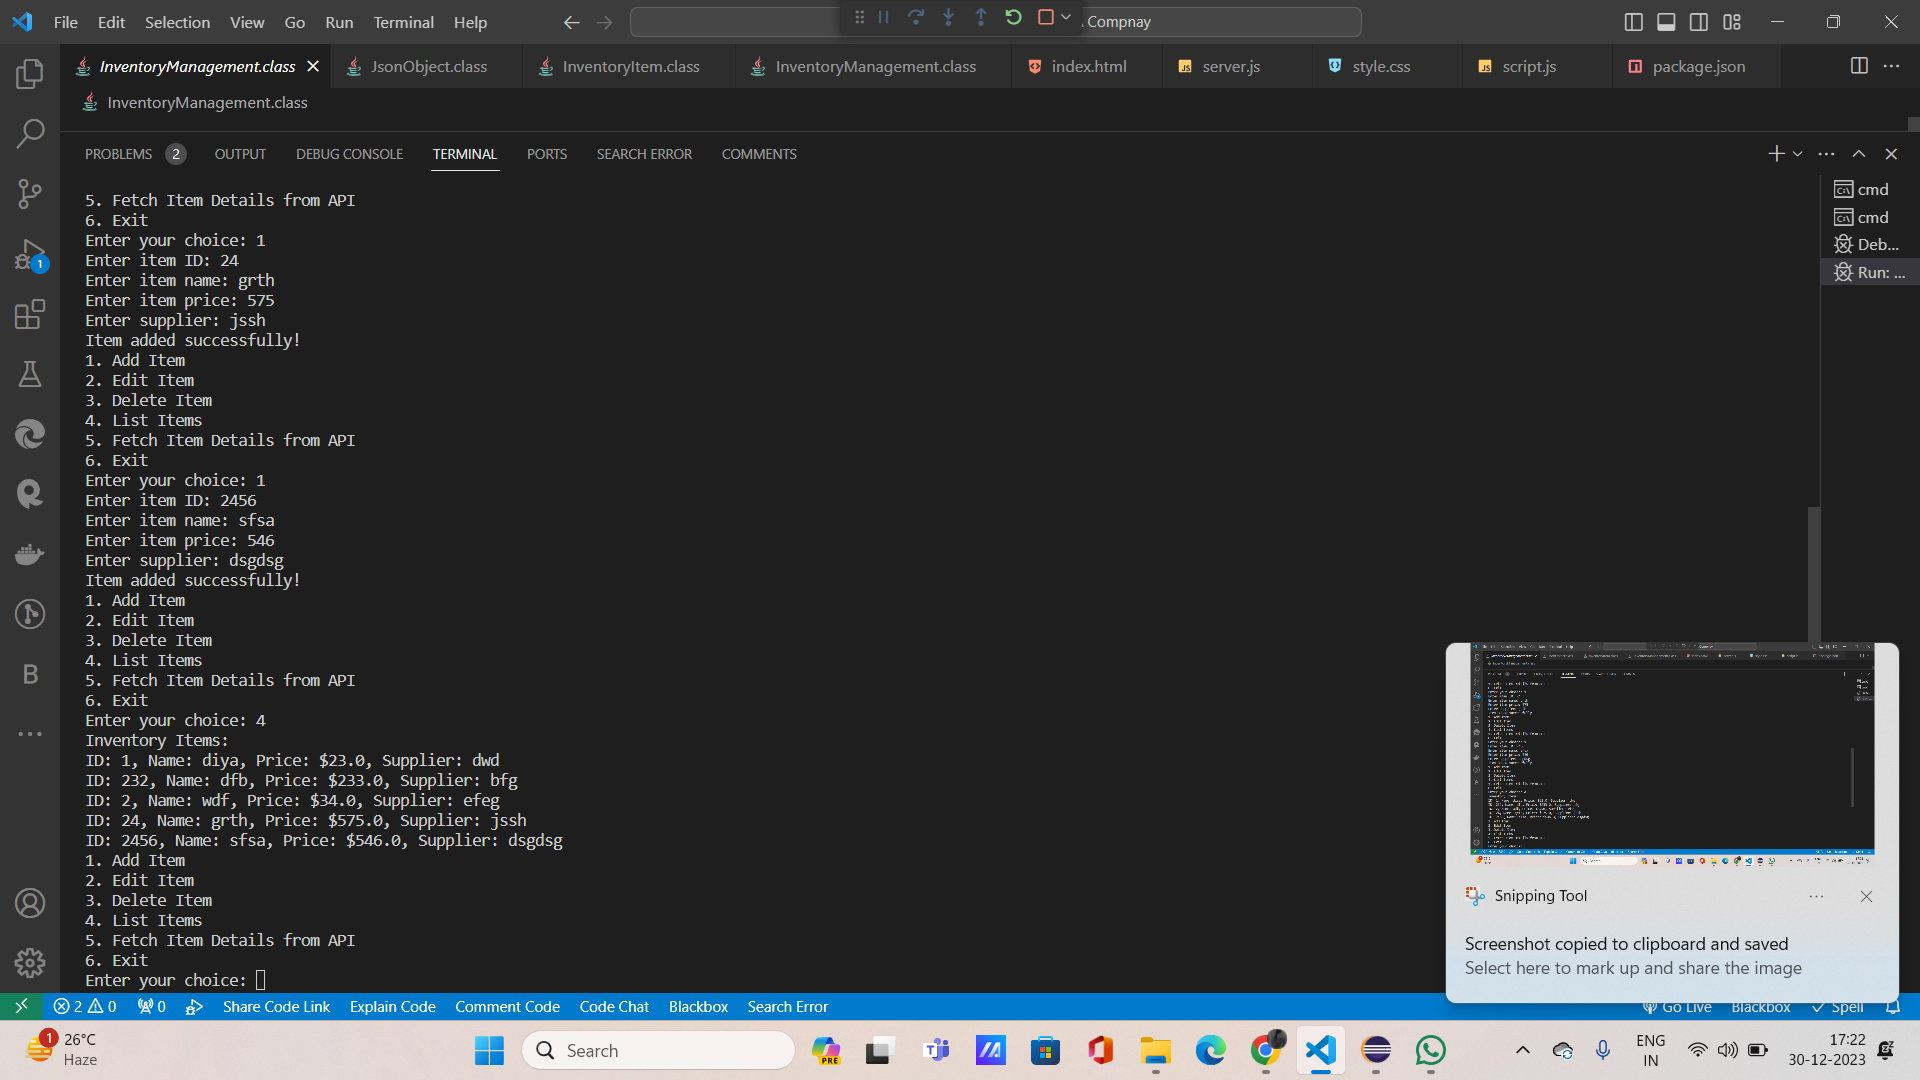 File Edit Selection View Go Run Terminal Help
Compnay
InventoryManagement.class
JsonObject.class
InventoryItem.class
InventoryManagement.class
index.html
server.js
style.css
script.js
package.json
InventoryManagement.class
PROBLEMS 2 OUTPUT DEBUG CONSOLE TERMINAL PORTS SEARCH ERROR COMMENTS
5. Fetch Item Details from API
6. Exit
Enter your choice: 1
Enter item ID: 24
Enter item name: grth
Enter item price: 575
Enter supplier: jssh
Item added successfully!
1. Add Item
2. Edit Item
3. Delete Item
4. List Items
5. Fetch Item Details from API
6. Exit
Enter your choice: 1
Enter item ID: 2456
Enter item name: sfsa
Enter item price: 546
Enter supplier: dsgdsg
Item added successfully!
1. Add Item
2. Edit Item
3. Delete Item
4. List Items
5. Fetch Item Details from API
6. Exit
Enter your choice: 4
Inventory Items:
ID: 1, Name: diya, Price: $23.0, Supplier: dwd
ID: 232, Name: dfb, Price: $233.0, Supplier: bfg
ID: 2, Name: wdf, Price: $34.0, Supplier: efeg
ID: 24, Name: grth, Price: $575.0, Supplier: jssh
ID: 2456, Name: sfsa, Price: $546.0, Supplier: dsgdsg
1. Add Item
2. Edit Item
3. Delete Item
4. List Items
5. Fetch Item Details from API
6. Exit
Enter your choice:
cmd
cmd
Deb...
Run: ...
1
B
Snipping Tool
Screenshot copied to clipboard and saved
Select here to mark up and share the image
2 0 0 Share Code Link Explain Code Comment Code Code Chat Blackbox Search Error
Go Live Blackbox Spell
1
26°C
Haze
Search
PRE
ENG
IN
17:22
30-12-2023